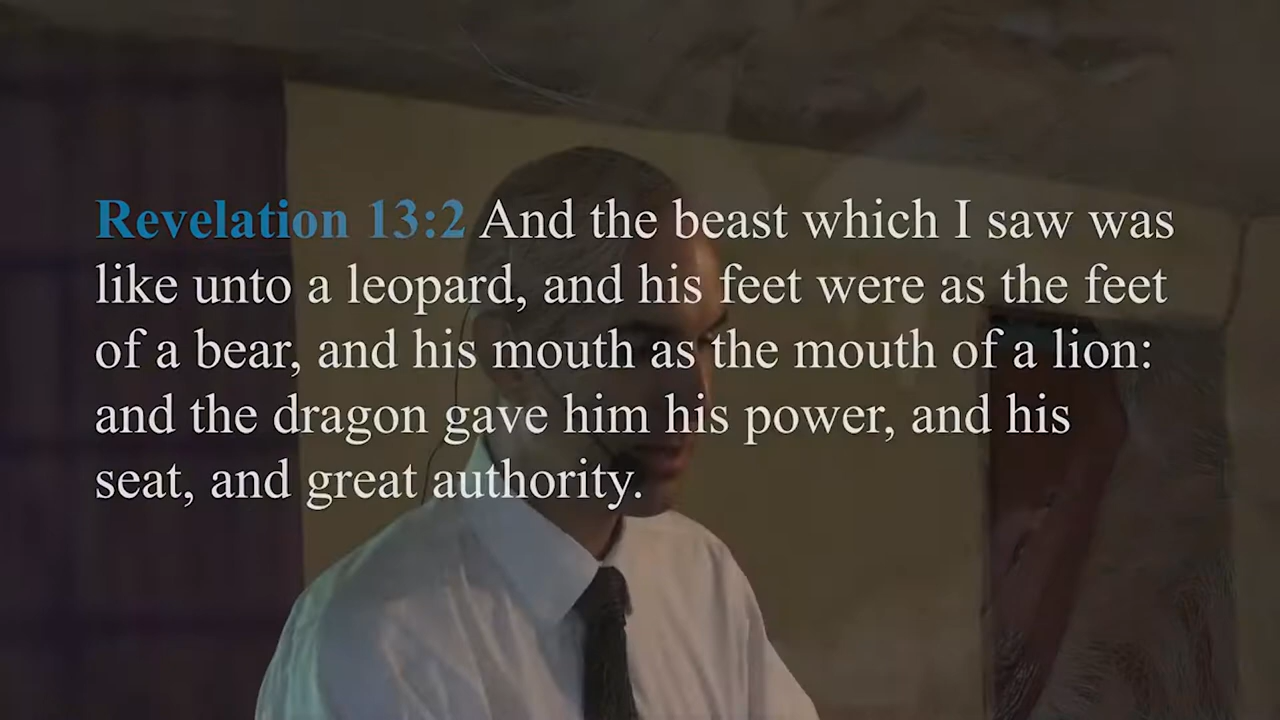 Revelation 13:2 And the beast which I saw was
like unto a leopard, and his feet were as the feet
of a bear, and his mouth as the mouth of a lion:
and the dragon gave him his power, and his
seat, and great authority.